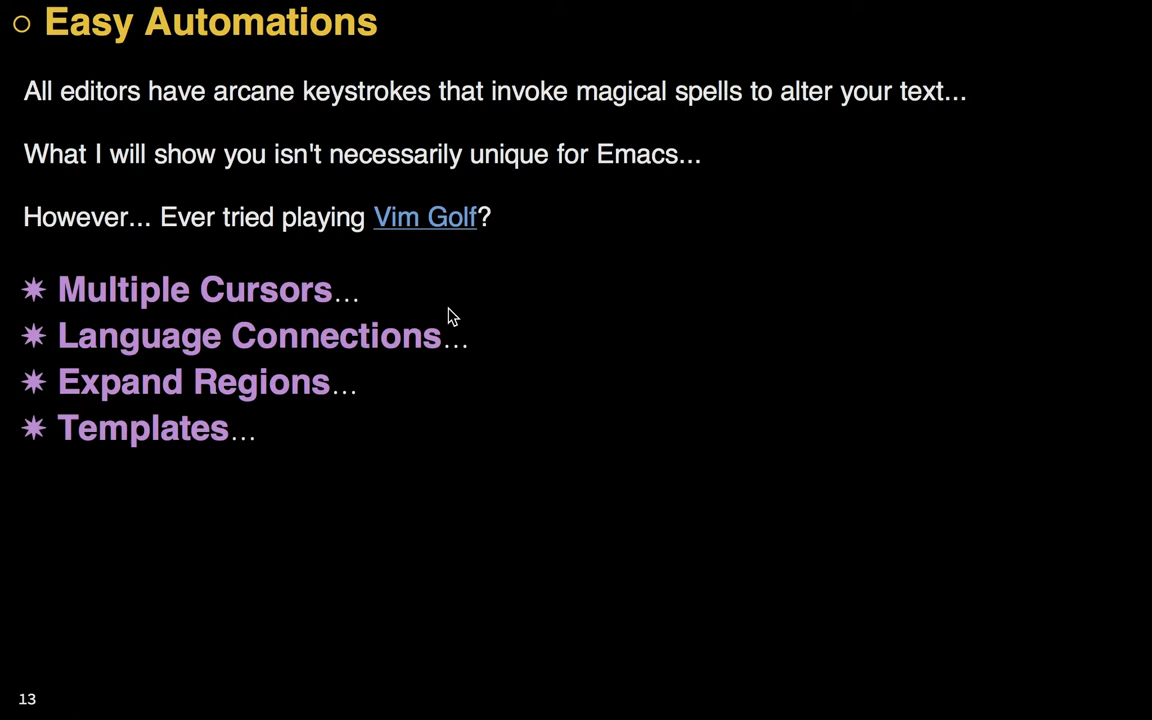 ○ Easy Automations
All editors have arcane keystrokes that invoke magical spells to alter your text...
What I will show you isn't necessarily unique for Emacs...
However... Ever tried playing Vim Golf?
✷ Multiple Cursors...
✷ Language Connections...
✷ Expand Regions...
✷ Templates...
13